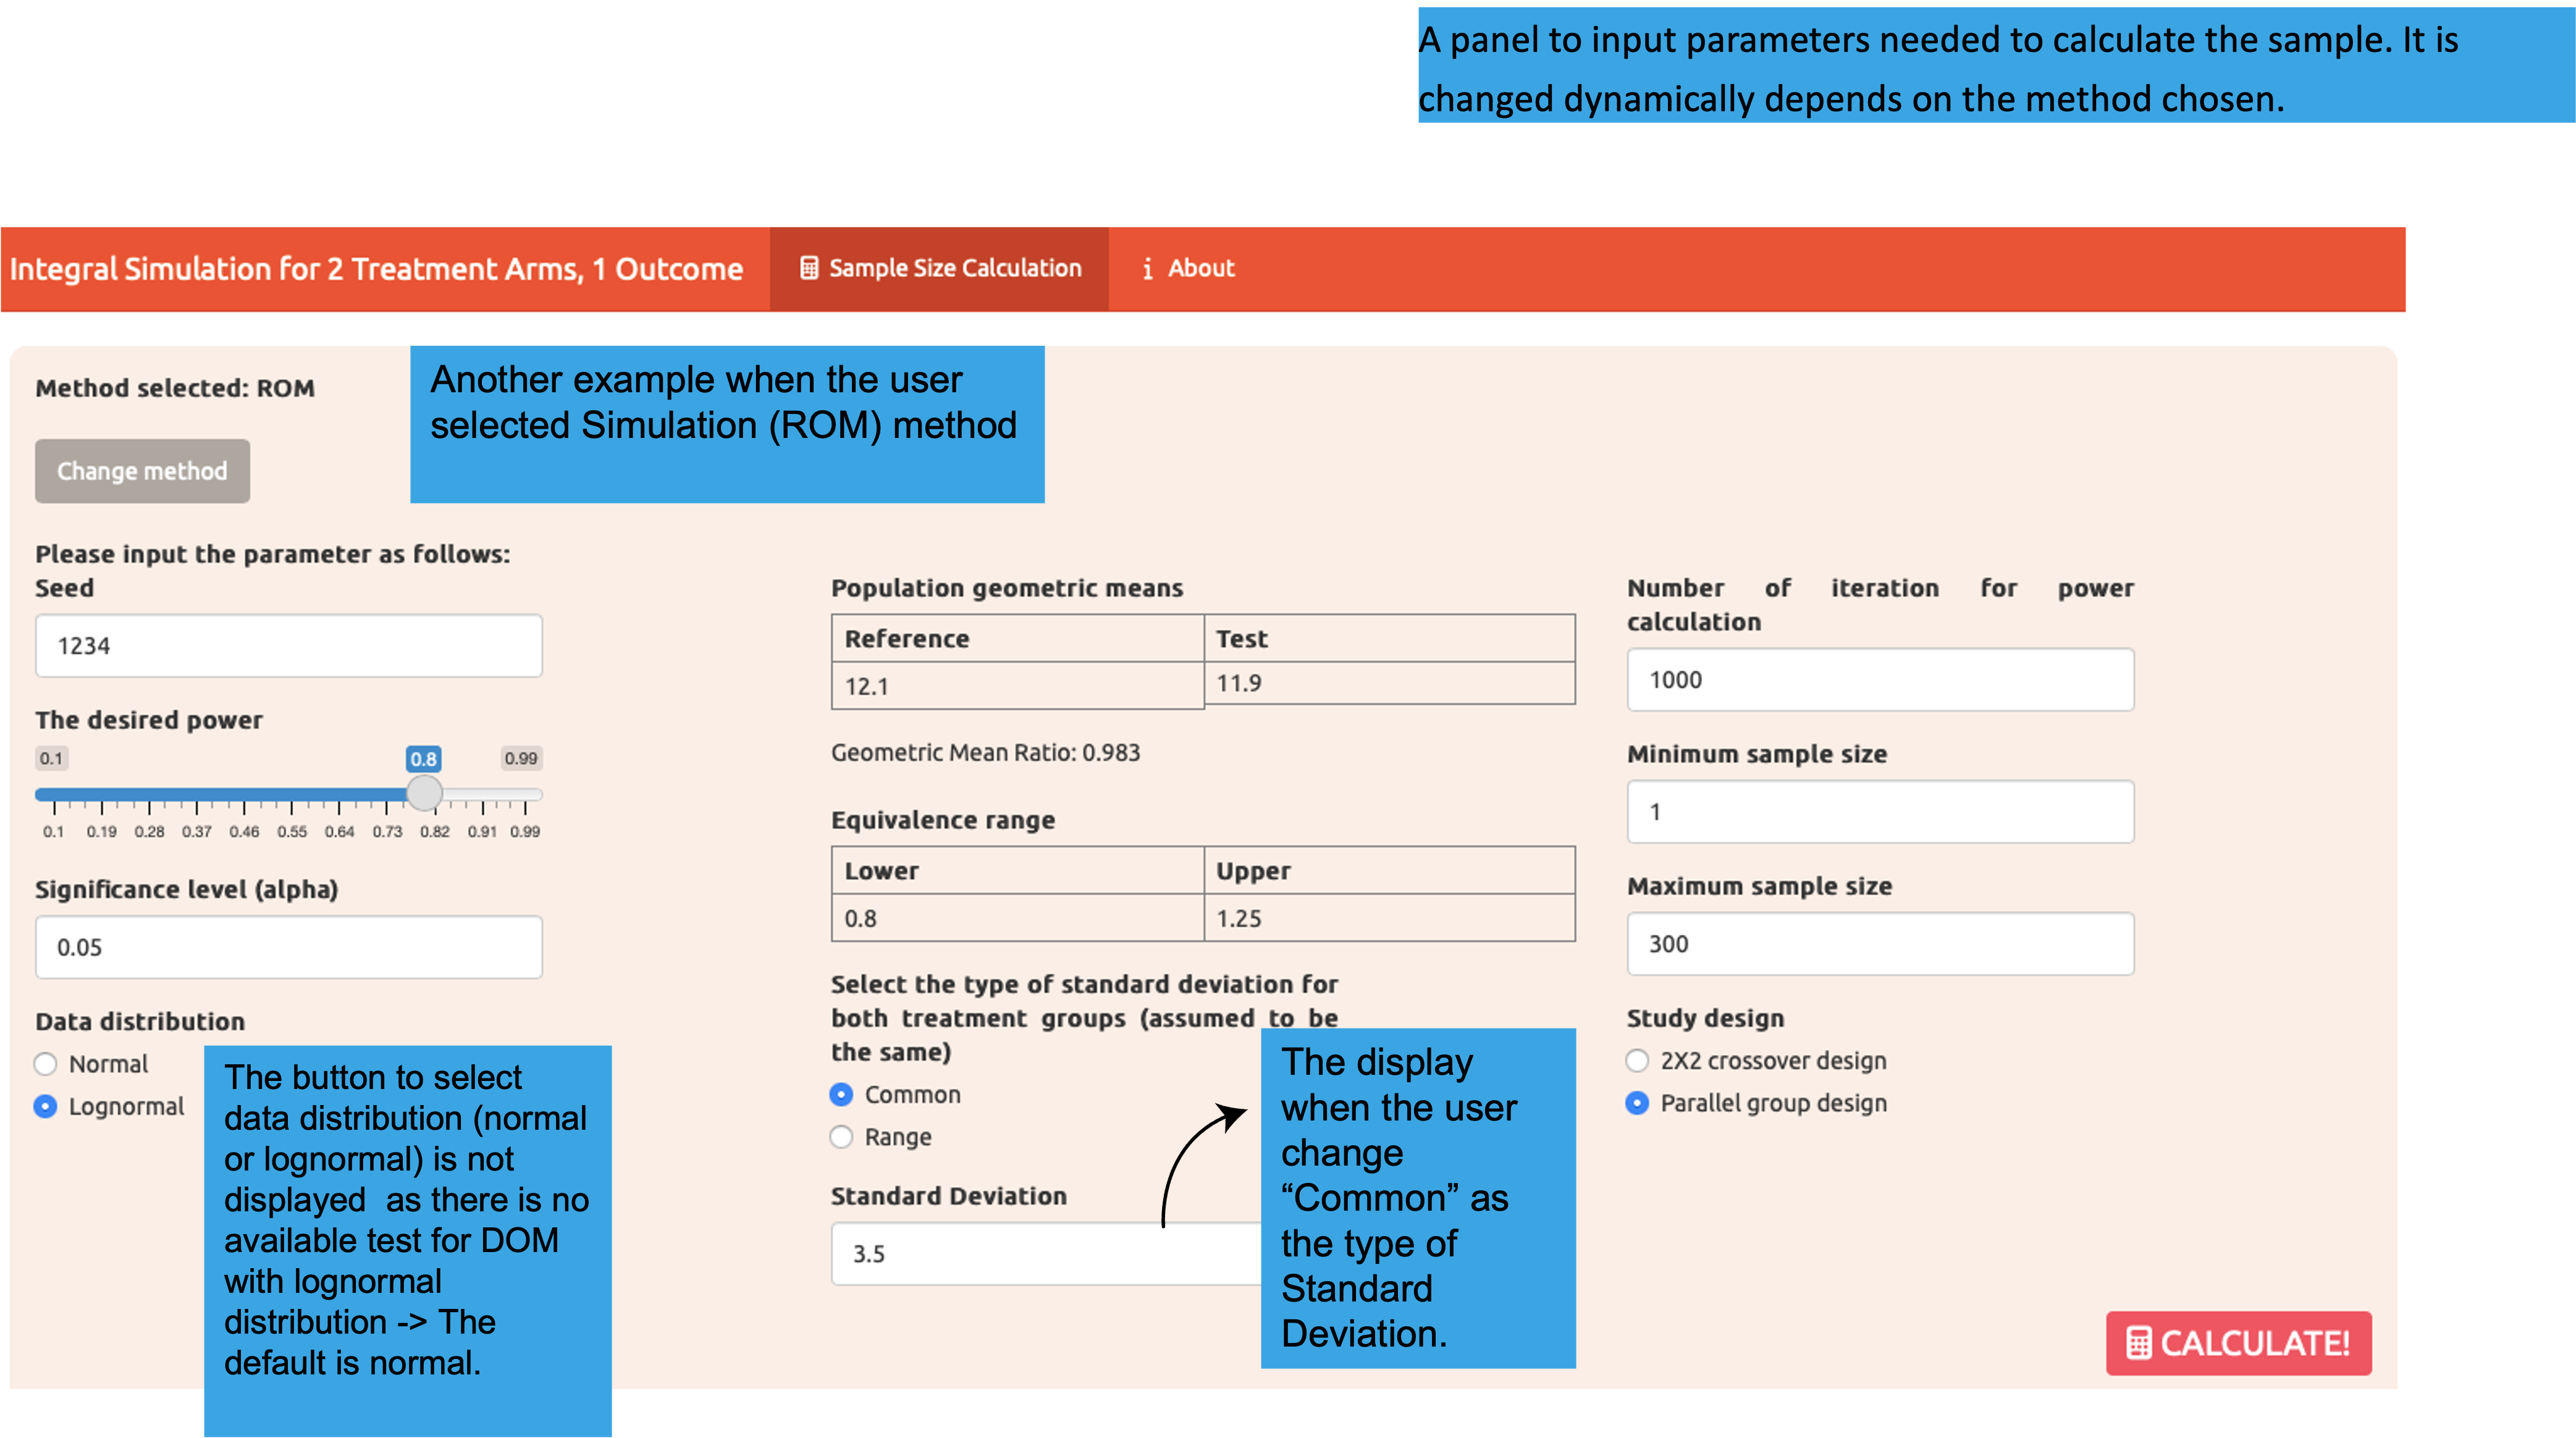 A panel to input parameters needed to calculate the sample. It is
changed dynamically depends on the method chosen.
Integral Simulation for 2 Treatment Arms, 1 Outcome
Sample Size Calculation
About
Method selected: ROM
Another example when the user
selected Simulation (ROM) method
Change method
Please input the parameter as follows:
Seed
1234
The desired power
0.1
0.8
0.99
0.1 0.19 0.28 0.37 0.46 0.55 0.64 0.73 0.82 0.91 0.99
Significance level (alpha)
0.05
Data distribution
Normal
Lognormal
The button to select
data distribution (normal
or lognormal) is not
displayed as there is no
available test for DOM
with lognormal
distribution -> The
default is normal.
Population geometric means
Reference Test
12.1 11.9
Geometric Mean Ratio: 0.983
Equivalence range
Lower Upper
0.8 1.25
Select the type of standard deviation for
both treatment groups (assumed to be
the same)
Common
Range
Standard Deviation
3.5
The display
when the user
change
“Common” as
the type of
Standard
Deviation.
Number of iteration for power
calculation
1000
Minimum sample size
1
Maximum sample size
300
Study design
2X2 crossover design
Parallel group design
CALCULATE!